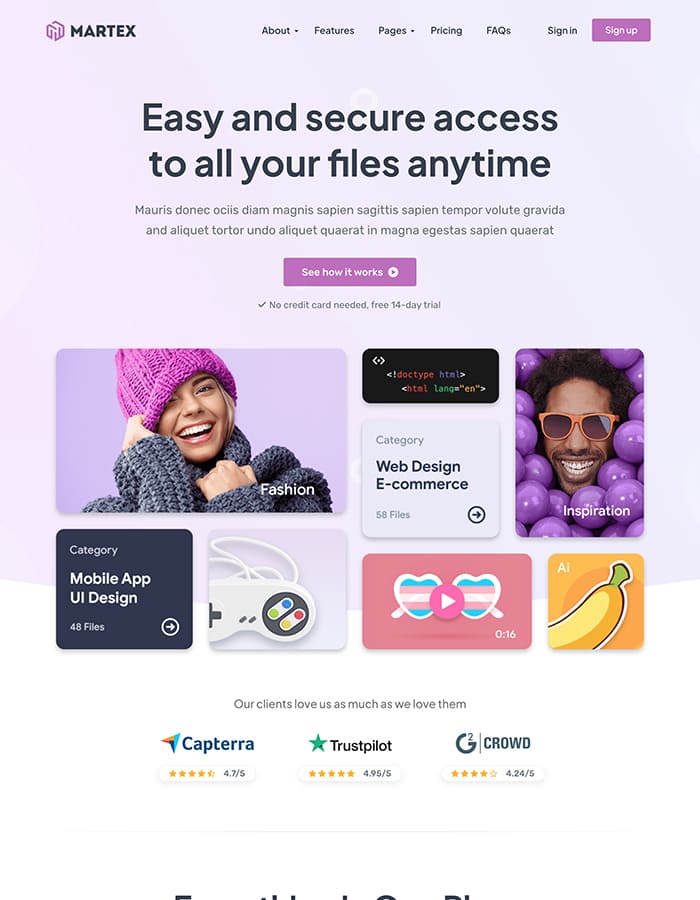 MARTEX
About
Features
Pages
Pricing
FAQs
Sign in
Sign up
Easy and secure access
to all your files anytime
Mauris donec ociis diam magnis sapien sagittis sapien tempor volute gravida
and aliquet tortor undo aliquet quaerat in magna egestas sapien quaerat
See how it works
No credit card needed, free 14-day trial
Fashion
<!doctype html>
<html lang="en">
Category
Web Design
E-commerce
58 Files
Inspiration
Category
Mobile App
UI Design
48 Files
0:16
Ai
Our clients love us as much as we love them
Capterra
4.7/5
Trustpilot
4.95/5
G2 CROWD
4.24/5